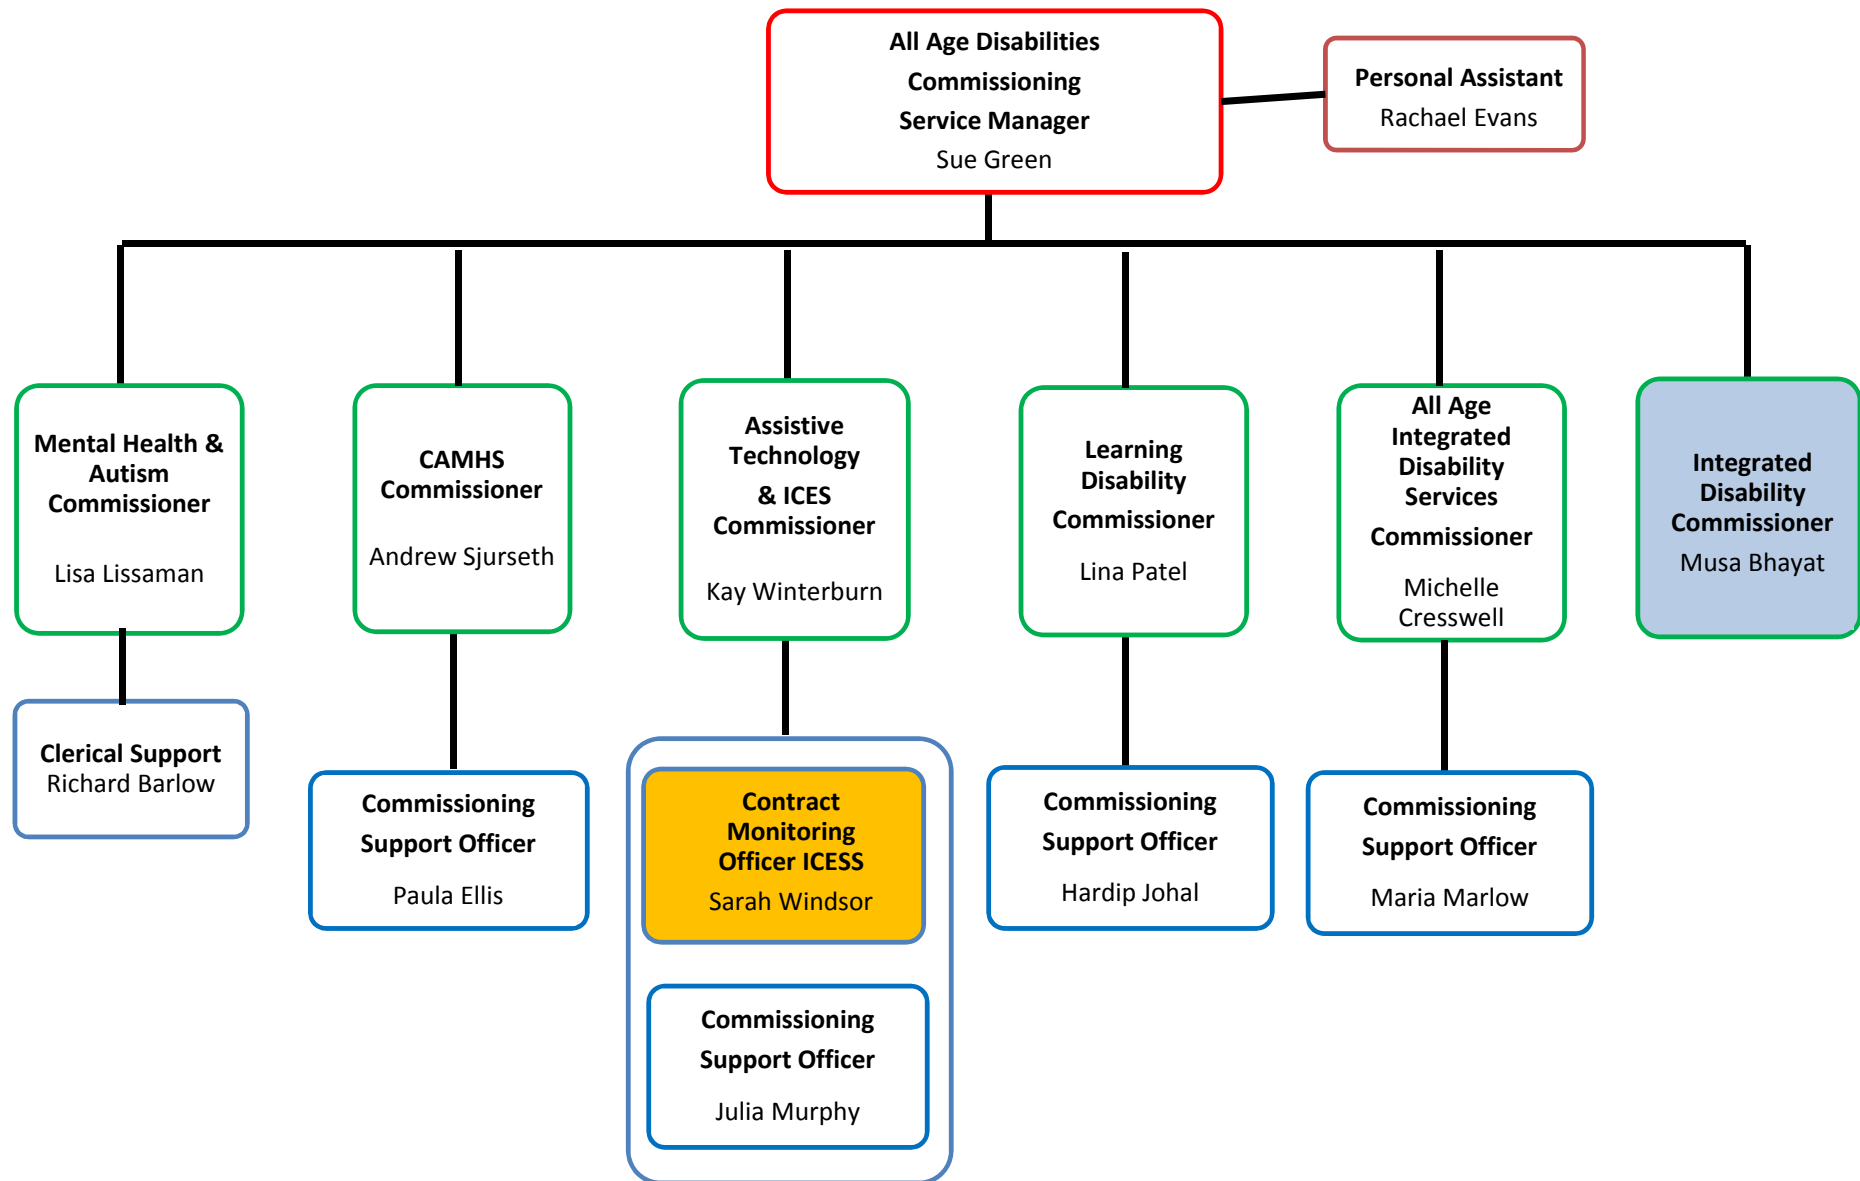 All Age Disabilities
Commissioning
Service Manager
Sue Green
Personal Assistant
Rachael Evans
Mental Health &
Autism
Commissioner
Lisa Lissaman
CAMHS
Commissioner
Andrew Sjurseth
Assistive
Technology
& ICES
Commissioner
Kay Winterburn
Learning
Disability
Commissioner
Lina Patel
All Age
Integrated
Disability
Services
Commissioner
Michelle
Cresswell
Integrated
Disability
Commissioner
Musa Bhayat
Clerical Support
Richard Barlow
Commissioning
Support Officer
Paula Ellis
Contract
Monitoring
Officer ICESS
Sarah Windsor
Commissioning
Support Officer
Julia Murphy
Commissioning
Support Officer
Hardip Johal
Commissioning
Support Officer
Maria Marlow